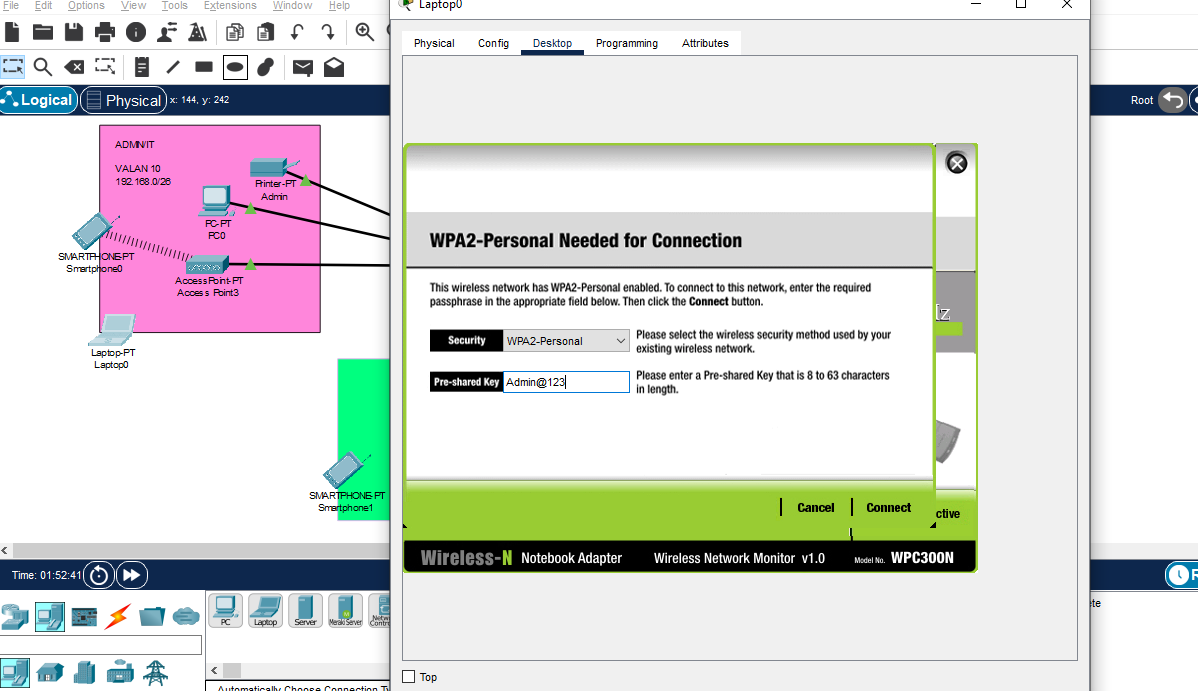 Laptop0
File Edit Options View Tools Extensions Window Help
Physical Config Desktop Programming Attributes
Logical Physical x: 144, y: 242
Root
ADMN/IT
VALAN 10
192.168.0/26
Printer-PT
Admin
PC-PT
PC0
SMARTPHONE-PT
Smartphone0
AccessPoint-PT
Access Point3
Laptop-PT
Laptop0
SMARTPHONE-PT
Smartphone1
WPA2-Personal Needed for Connection
This wireless network has WPA2-Personal enabled. To connect to this network, enter the required
passphrase in the appropriate field below. Then click the Connect button.
Security WPA2-Personal Please select the wireless security method used by your
existing wireless network.
Pre-shared Key Admin@123 Please enter a Pre-shared Key that is 8 to 63 characters
in length.
Cancel Connect
ctive
Wireless-N Notebook Adapter Wireless Network Monitor v1.0 Model No. WPC300N
Time: 01:52:41
PC Laptop Server MerakiServer
Top
Automatically Choose Connection Ty